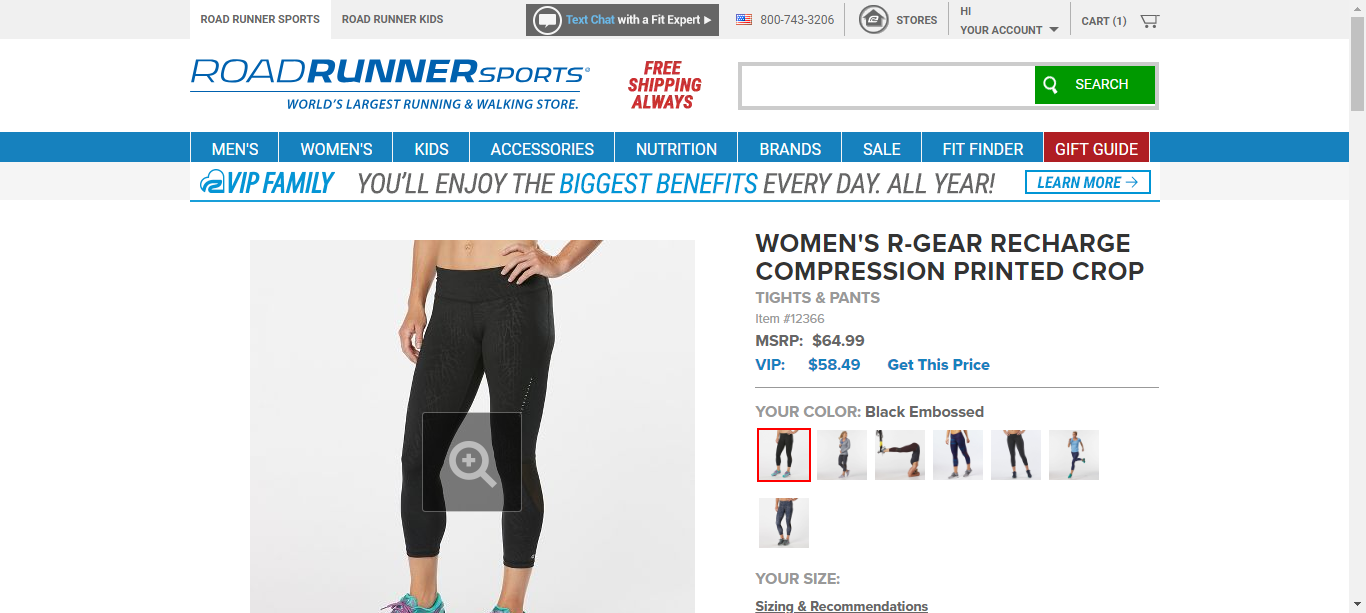 ROAD RUNNER SPORTS
ROAD RUNNER KIDS
Text Chat with a Fit Expert
800-743-3206
STORES
HI
YOUR ACCOUNT
CART (1)
ROADRUNNERSPORTS
WORLD'S LARGEST RUNNING & WALKING STORE.
FREE
SHIPPING
ALWAYS
SEARCH
MEN'S
WOMEN'S
KIDS
ACCESSORIES
NUTRITION
BRANDS
SALE
FIT FINDER
GIFT GUIDE
VIP FAMILY
YOU'LL ENJOY THE BIGGEST BENEFITS EVERY DAY. ALL YEAR!
LEARN MORE →
WOMEN'S R-GEAR RECHARGE
COMPRESSION PRINTED CROP
TIGHTS & PANTS
Item #12366
MSRP: $64.99
VIP: $58.49 Get This Price
YOUR COLOR: Black Embossed
YOUR SIZE:
Sizing & Recommendations